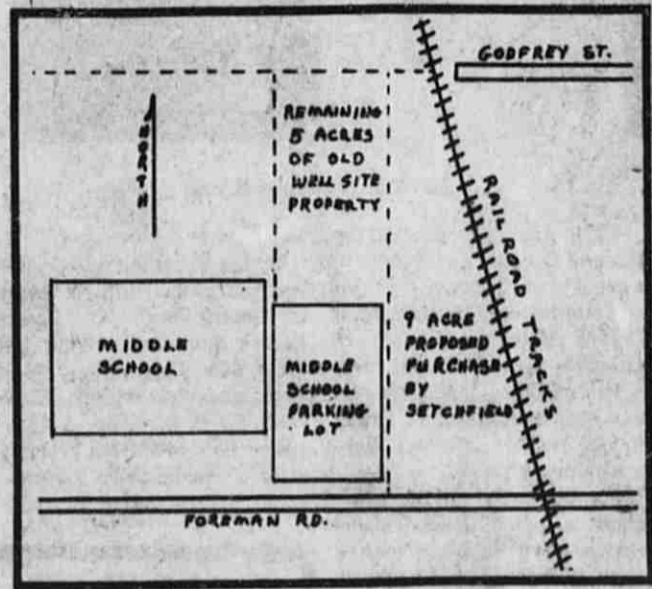 GODFREY ST.
NORTH
REMAINING
5 ACRES
OF OLD
WELL SITE
PROPERTY
RAIL ROAD TRACKS
MIDDLE
SCHOOL
MIDDLE
SCHOOL
PARKING
LOT
9 ACRE
PROPOSED
PURCHASE
BY
SETCHFIELD
FOREMAN RD.